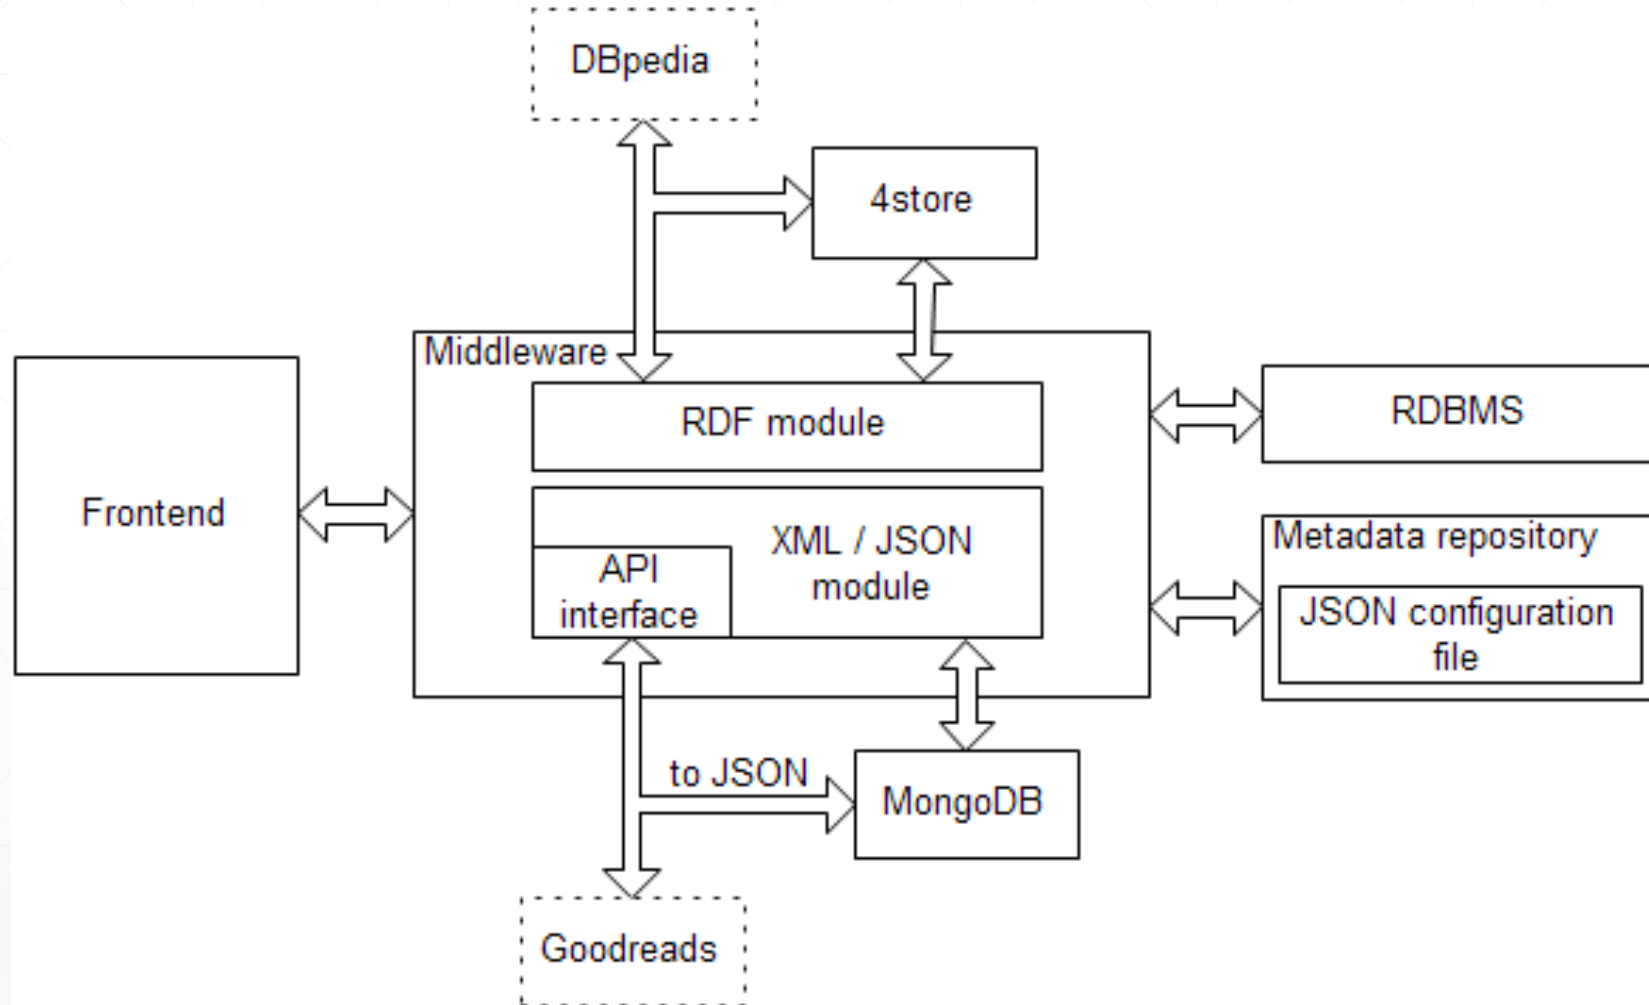 DBpedia
4store
Middleware
RDF module
RDBMS
Frontend
XML / JSON
module
API
interface
Metadata repository
JSON configuration
file
to JSON
MongoDB
Goodreads